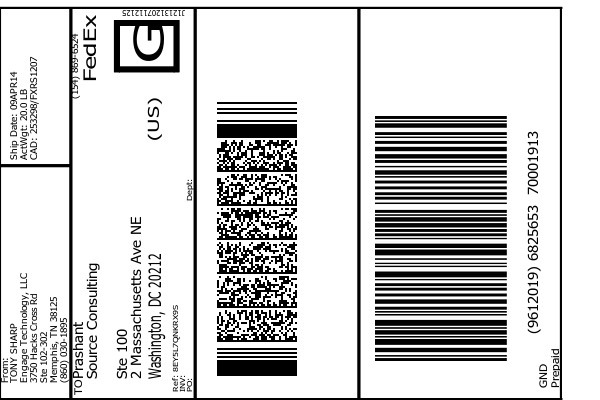 From:
TONY SHARP
Engage Technology, LLC
3750 Hacks Cross Rd
Ste 102-302
Memphis, TN 38125
(860) 030-1895
Ship Date: 09APR14
ActWgt: 20.0 LB
CAD: 253298/FXRS1207
TO Prashant
(154) 869-6524
Source Consulting
FedEx
Ste 100
2 Massachusetts Ave NE
Washington, DC 20212
(US)
G
J12131207112125
Ref: 8EY5L7QNKRX9S
INV:
PO:
Dept:
(9612019) 6825653 70001913
GND
Prepaid